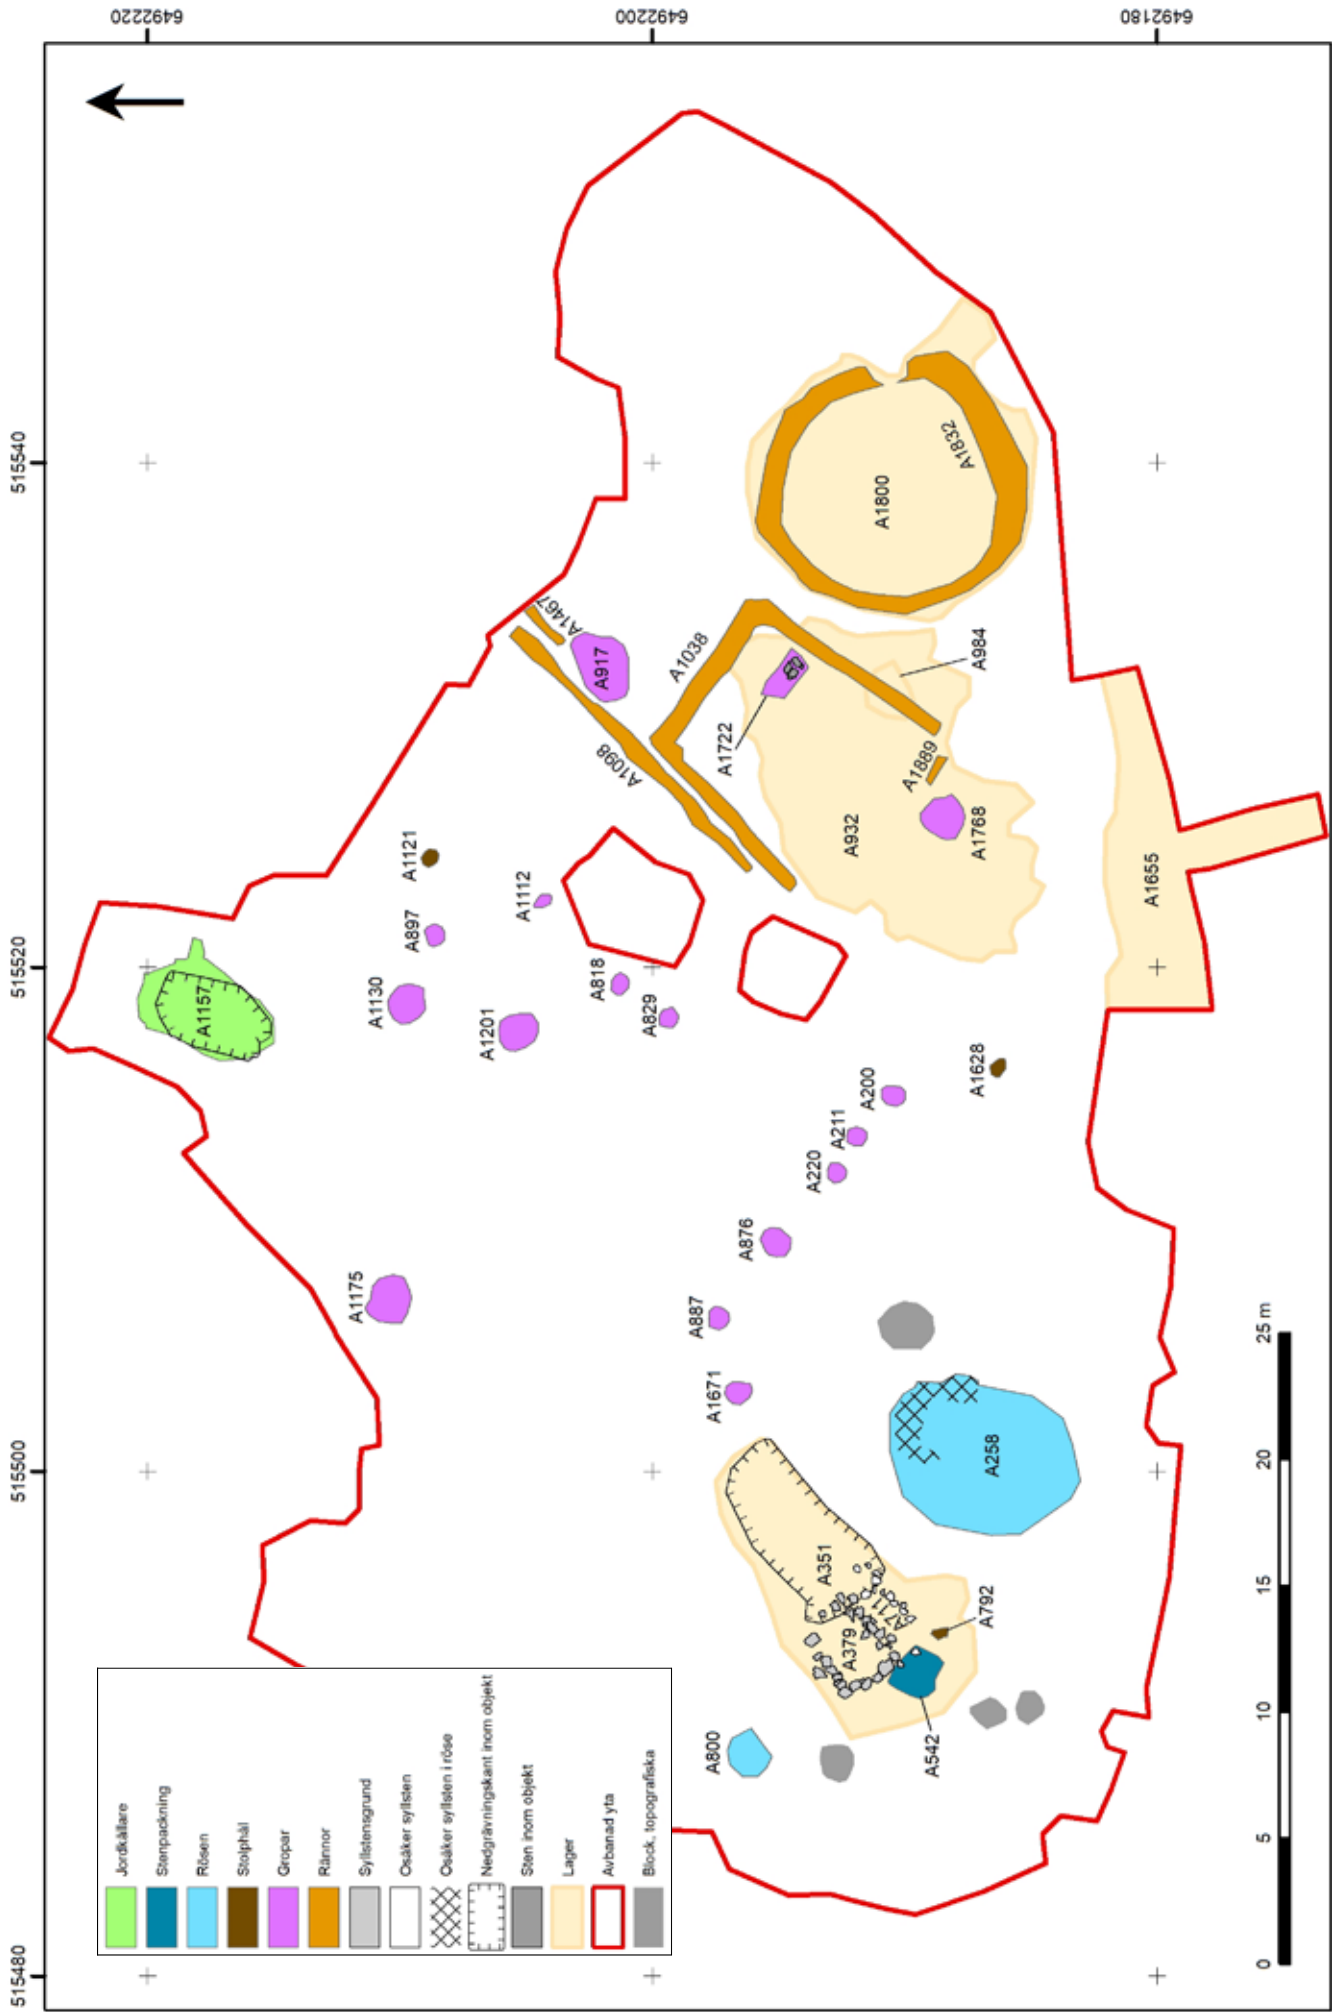 6492220
6492200
6492180
515540
515520
515500
515480
A1467
A917
A1038
A1098
A1722
A984
A1889
A932
A1768
A1800
A1832
A1655
A1121
A897
A1112
A1130
A1201
A818
A829
A1157
A1175
A200
A211
A220
A1628
A876
A887
A1671
A258
A351
A379
A711
A792
A542
A800
Jordkällare
Stenpackning
Rösen
Stolphål
Gropar
Rännor
Syllstensgrund
Osäker syllsten
Osäker syllsten i röse
Nedgrävningskant inom objekt
Sten inom objekt
Lager
Avbanad yta
Block, topografiska
0 5 10 15 20 25 m